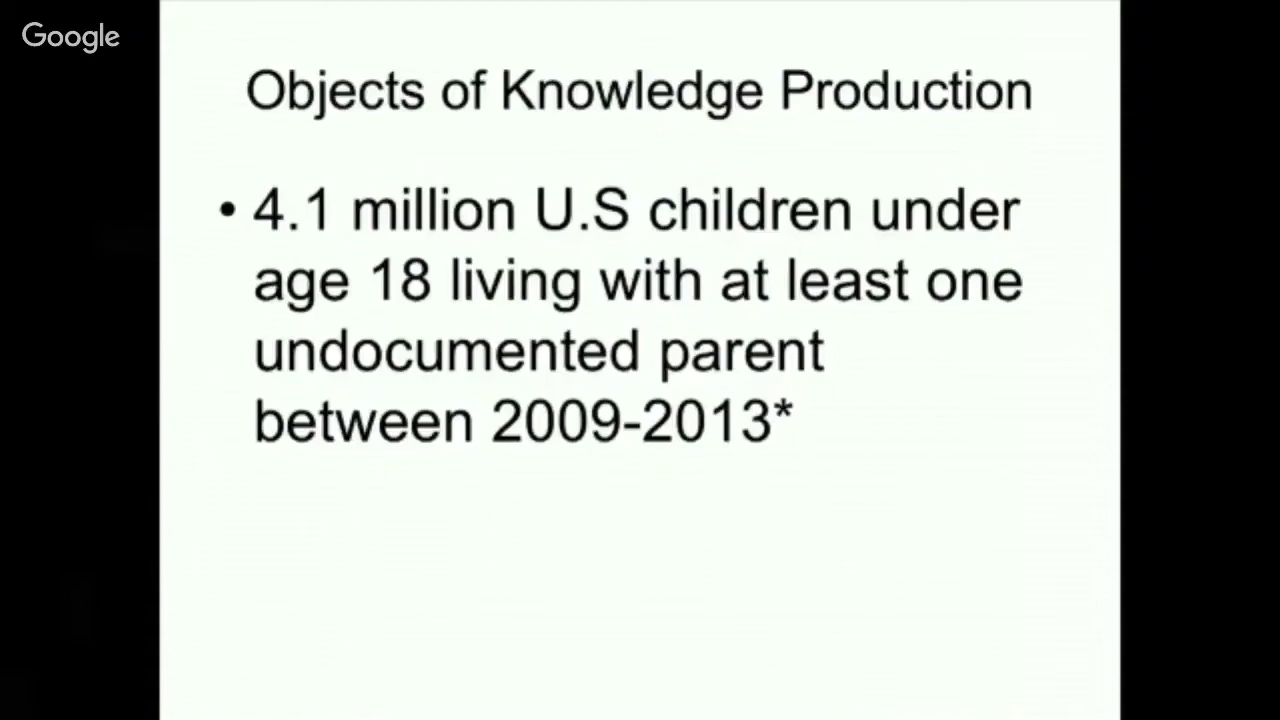 Google
Objects of Knowledge Production
• 4.1 million U.S children under
age 18 living with at least one
undocumented parent
between 2009-2013*